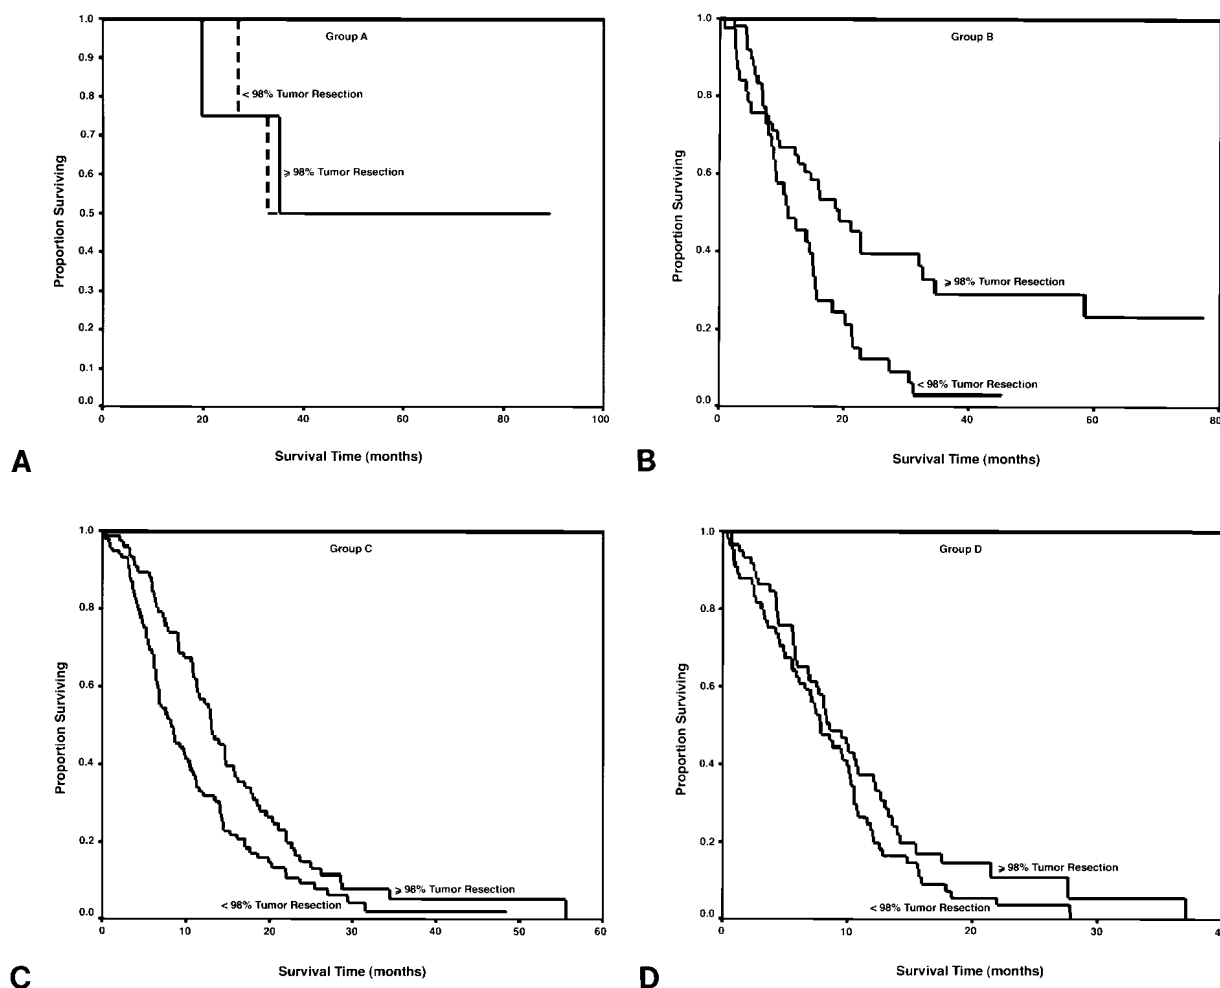 1.0
0.9
0.8
0.7
0.6
0.5
0.4
0.3
0.2
0.1
0.0
Proportion Surviving
Group A
< 98% Tumor Resection
⩾ 98% Tumor Resection
0 20 40 60 80 100
Survival Time (months)
A
1.0
0.8
0.6
0.4
0.2
0.0
Proportion Surviving
Group B
⩾ 98% Tumor Resection
< 98% Tumor Resection
0 20 40 60 80
Survival Time (months)
B
1.0
0.8
0.6
0.4
0.2
0.0
Proportion Surviving
Group C
⩾ 98% Tumor Resection
< 98% Tumor Resection
0 10 20 30 40 50 60
Survival Time (months)
C
1.0
0.8
0.6
0.4
0.2
0.0
Proportion Surviving
Group D
⩾ 98% Tumor Resection
< 98% Tumor Resection
0 10 20 30
Survival Time (months)
D